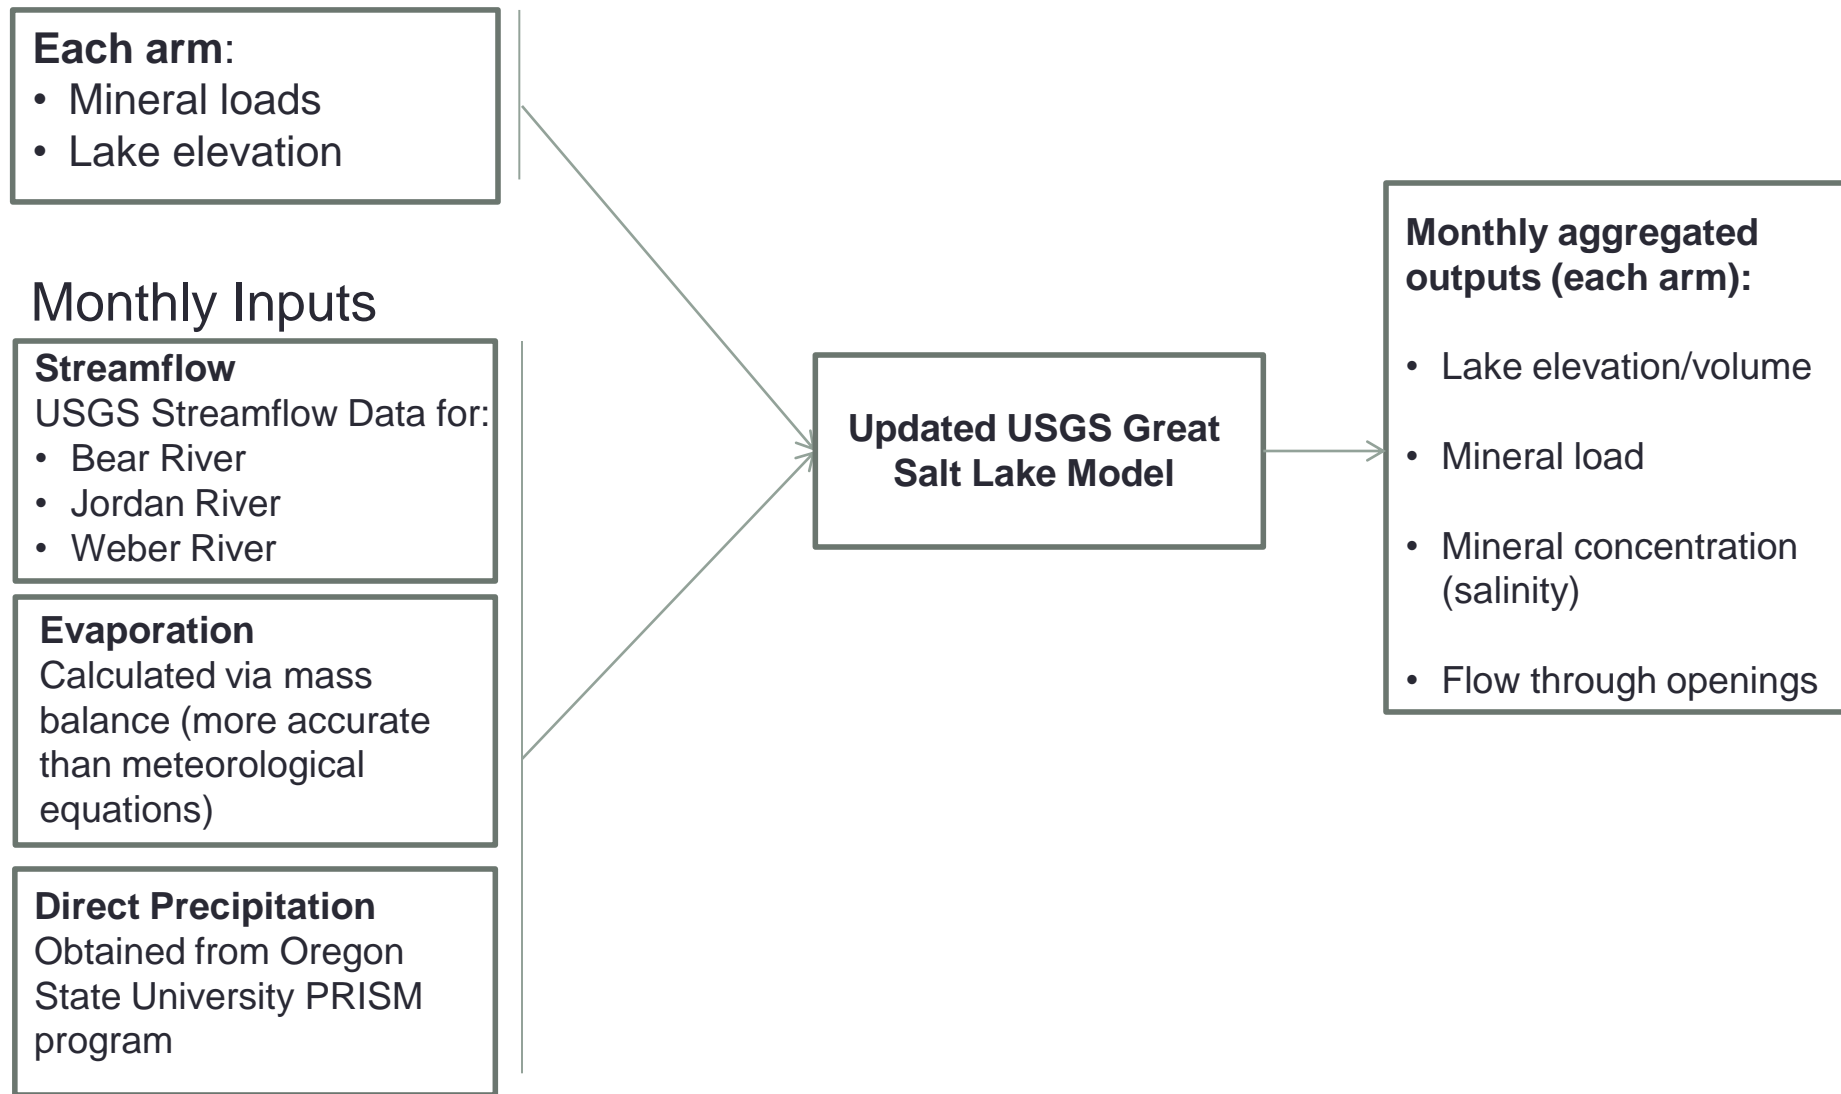 Each arm:
• Mineral loads
• Lake elevation
Monthly Inputs
Streamflow
USGS Streamflow Data for:
• Bear River
• Jordan River
• Weber River
Evaporation
Calculated via mass
balance (more accurate
than meteorological
equations)
Direct Precipitation
Obtained from Oregon
State University PRISM
program
Updated USGS Great
Salt Lake Model
Monthly aggregated
outputs (each arm):
• Lake elevation/volume
• Mineral load
• Mineral concentration
(salinity)
• Flow through openings